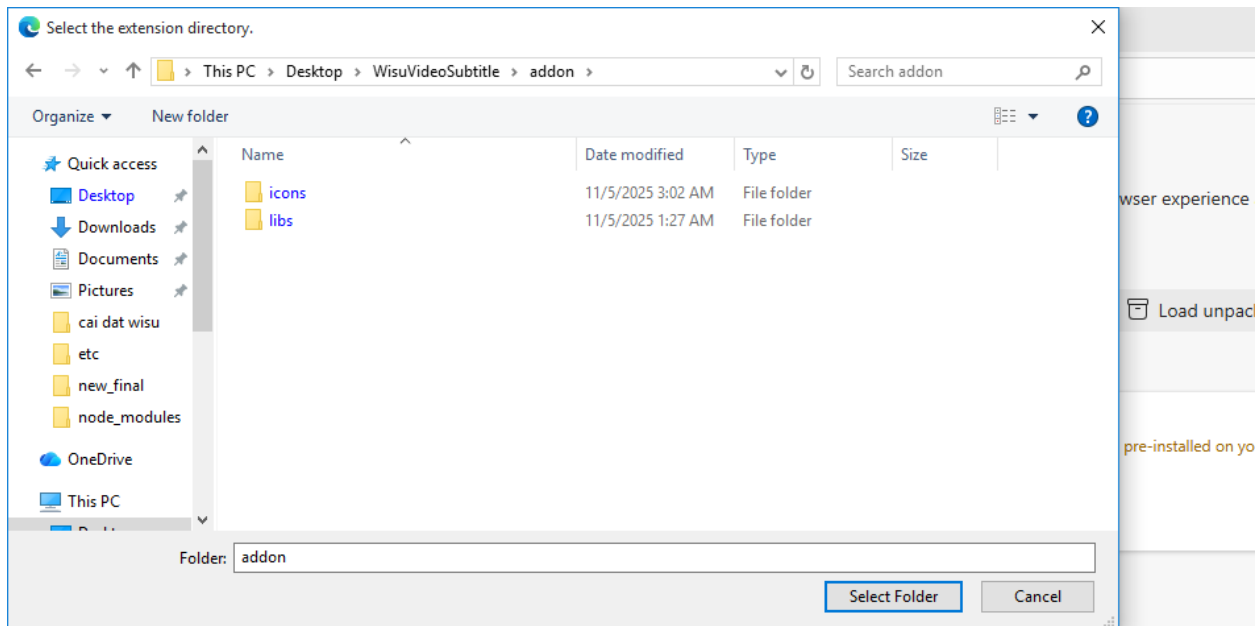 Select the extension directory.
This PC > Desktop > WisuVideoSubtitle > addon >
Search addon
Organize
New folder
Name
Date modified
Type
Size
icons
11/5/2025 3:02 AM
File folder
libs
11/5/2025 1:27 AM
File folder
Quick access
Desktop
Downloads
Documents
Pictures
cai dat wisu
etc
new_final
node_modules
OneDrive
This PC
Folder:
addon
Select Folder
Cancel
wser experience
Load unpac
pre-installed on yo